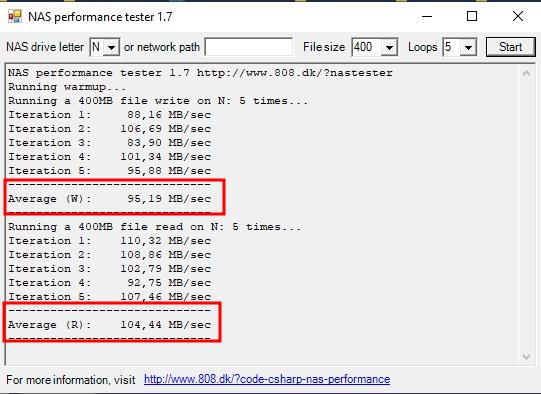 NAS performance tester 1.7
NAS drive letter N or network path File size 400 Loops 5 Start
NAS performance tester 1.7 http://www.808.dk/?nastester
Running warmup...
Running a 400MB file write on N: 5 times...
Iteration 1: 88,16 MB/sec
Iteration 2: 106,69 MB/sec
Iteration 3: 83,90 MB/sec
Iteration 4: 101,34 MB/sec
Iteration 5: 95,88 MB/sec
-----------------------------
Average (W): 95,19 MB/sec
-----------------------------
Running a 400MB file read on N: 5 times...
Iteration 1: 110,32 MB/sec
Iteration 2: 108,86 MB/sec
Iteration 3: 102,79 MB/sec
Iteration 4: 92,75 MB/sec
Iteration 5: 107,46 MB/sec
-----------------------------
Average (R): 104,44 MB/sec
-----------------------------
For more information, visit http://www.808.dk/?code-csharp-nas-performance